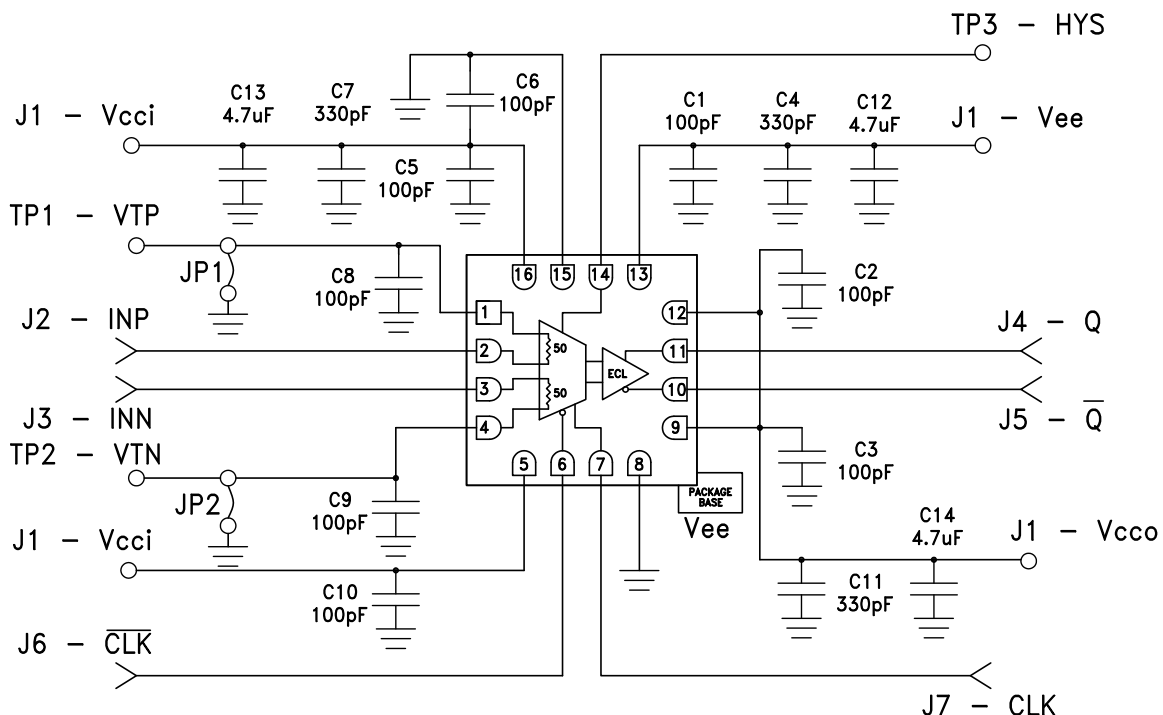 TP3 - HYS
C6
100pF
C13
4.7uF
C7
330pF
C1
100pF
C4
330pF
C12
4.7uF
J1 - Vcci
J1 - Vee
C5
100pF
TP1 - VTP
JP1
C8
100pF
16
15
14
13
C2
100pF
J2 - INP
1
12
J4 - Q
2
50
11
ECL
3
50
10
J3 - INN
J5 - Q̅
4
9
TP2 - VTN
C3
100pF
5
6
7
8
JP2
C9
100pF
PACKAGE
BASE
Vee
J1 - Vcci
C14
4.7uF
J1 - Vcco
C10
100pF
C11
330pF
J6 - C̅L̅K̅
J7 - CLK